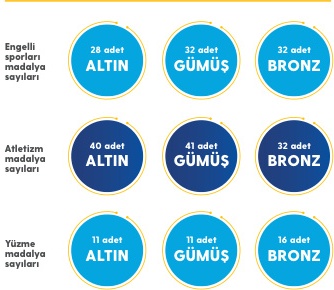 Engelli
sporları
madalya
sayıları
28 adet
ALTIN
32 adet
GÜMÜŞ
32 adet
BRONZ
Atletizm
madalya
sayıları
40 adet
ALTIN
41 adet
GÜMÜŞ
32 adet
BRONZ
Yüzme
madalya
sayıları
11 adet
ALTIN
11 adet
GÜMÜŞ
16 adet
BRONZ